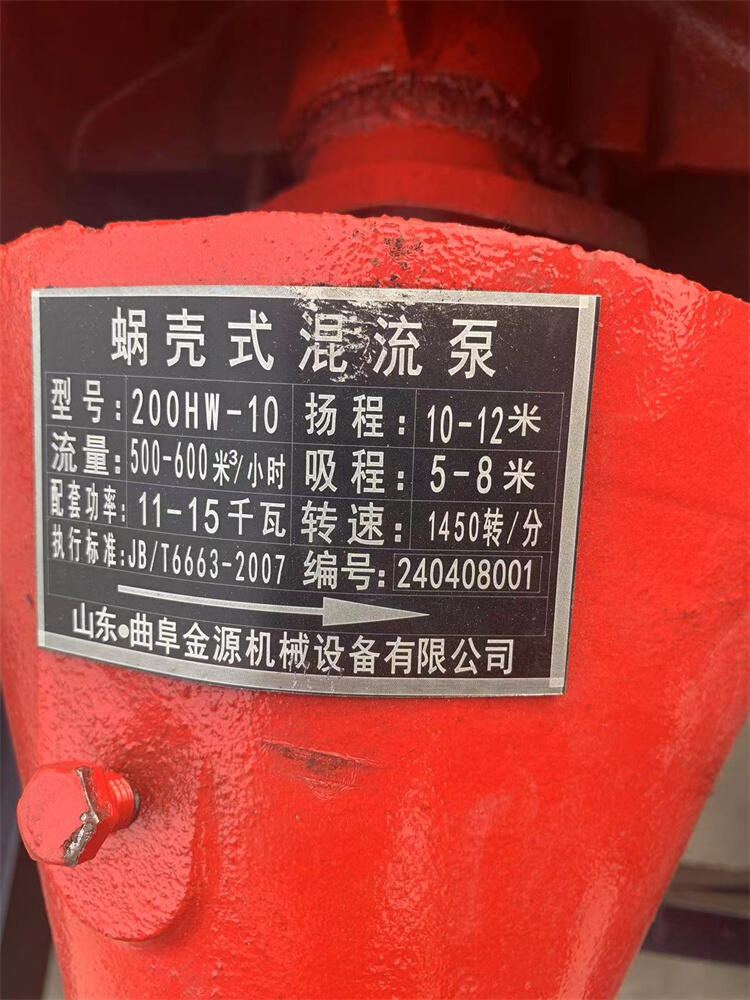 蜗壳式混流泵
型号:200HW-10 扬程:10-12米
流量:500-600米³/小时 吸程:5-8米
配套功率:11-15千瓦 转速:1450转/分
执行标准:JB/T6663-2007 编号:240408001
山东·曲阜金源机械设备有限公司